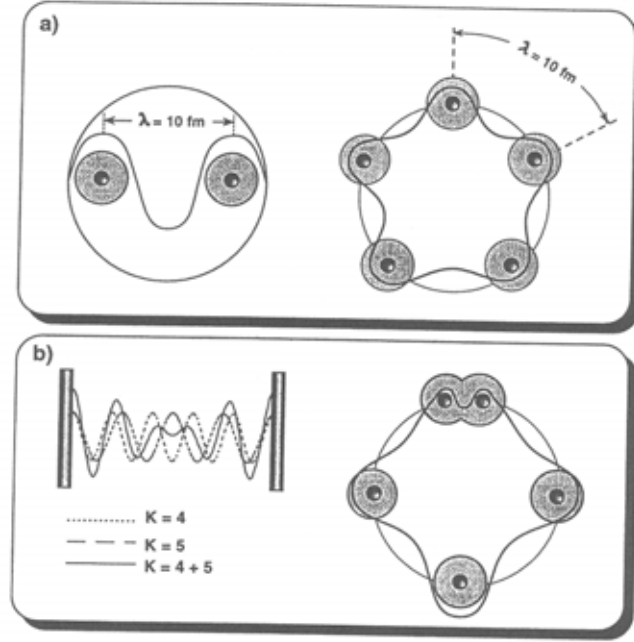 a)
λ = 10 fm
λ = 10 fm
b)
K = 4
K = 5
K = 4 + 5